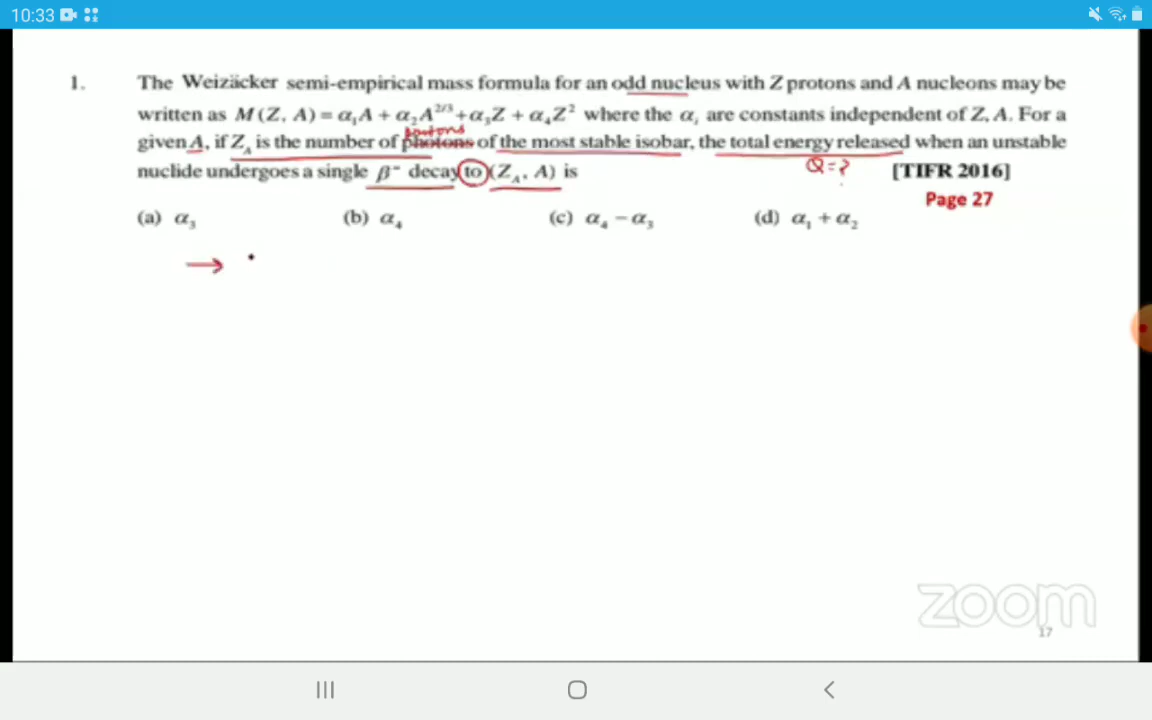 10:33
1. The Weizäcker semi-empirical mass formula for an odd nucleus with Z protons and A nucleons may be
written as M (Z, A) = α₁A + α₂A²ᐟ³ + α₃Z + α₄Z² where the αᵢ are constants independent of Z, A. For a
protons
given A, if Z_A is the number of photons of the most stable isobar, the total energy released when an unstable
Q = ?
nuclide undergoes a single β⁻ decay to (Z_A, A) is [TIFR 2016]
Page 27
(a) α₃ (b) α₄ (c) α₄ − α₃ (d) α₁ + α₂
zoom
17